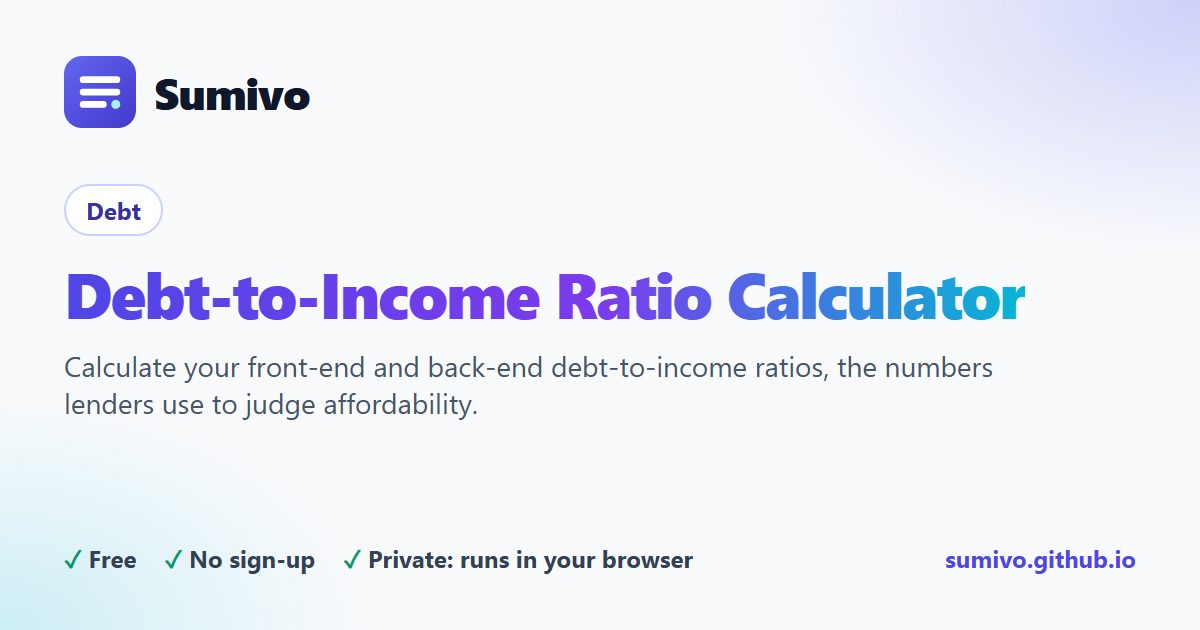 Sumivo
Debt
Debt-to-Income Ratio Calculator
Calculate your front-end and back-end debt-to-income ratios, the numbers
lenders use to judge affordability.
✓ Free ✓ No sign-up ✓ Private: runs in your browser
sumivo.github.io